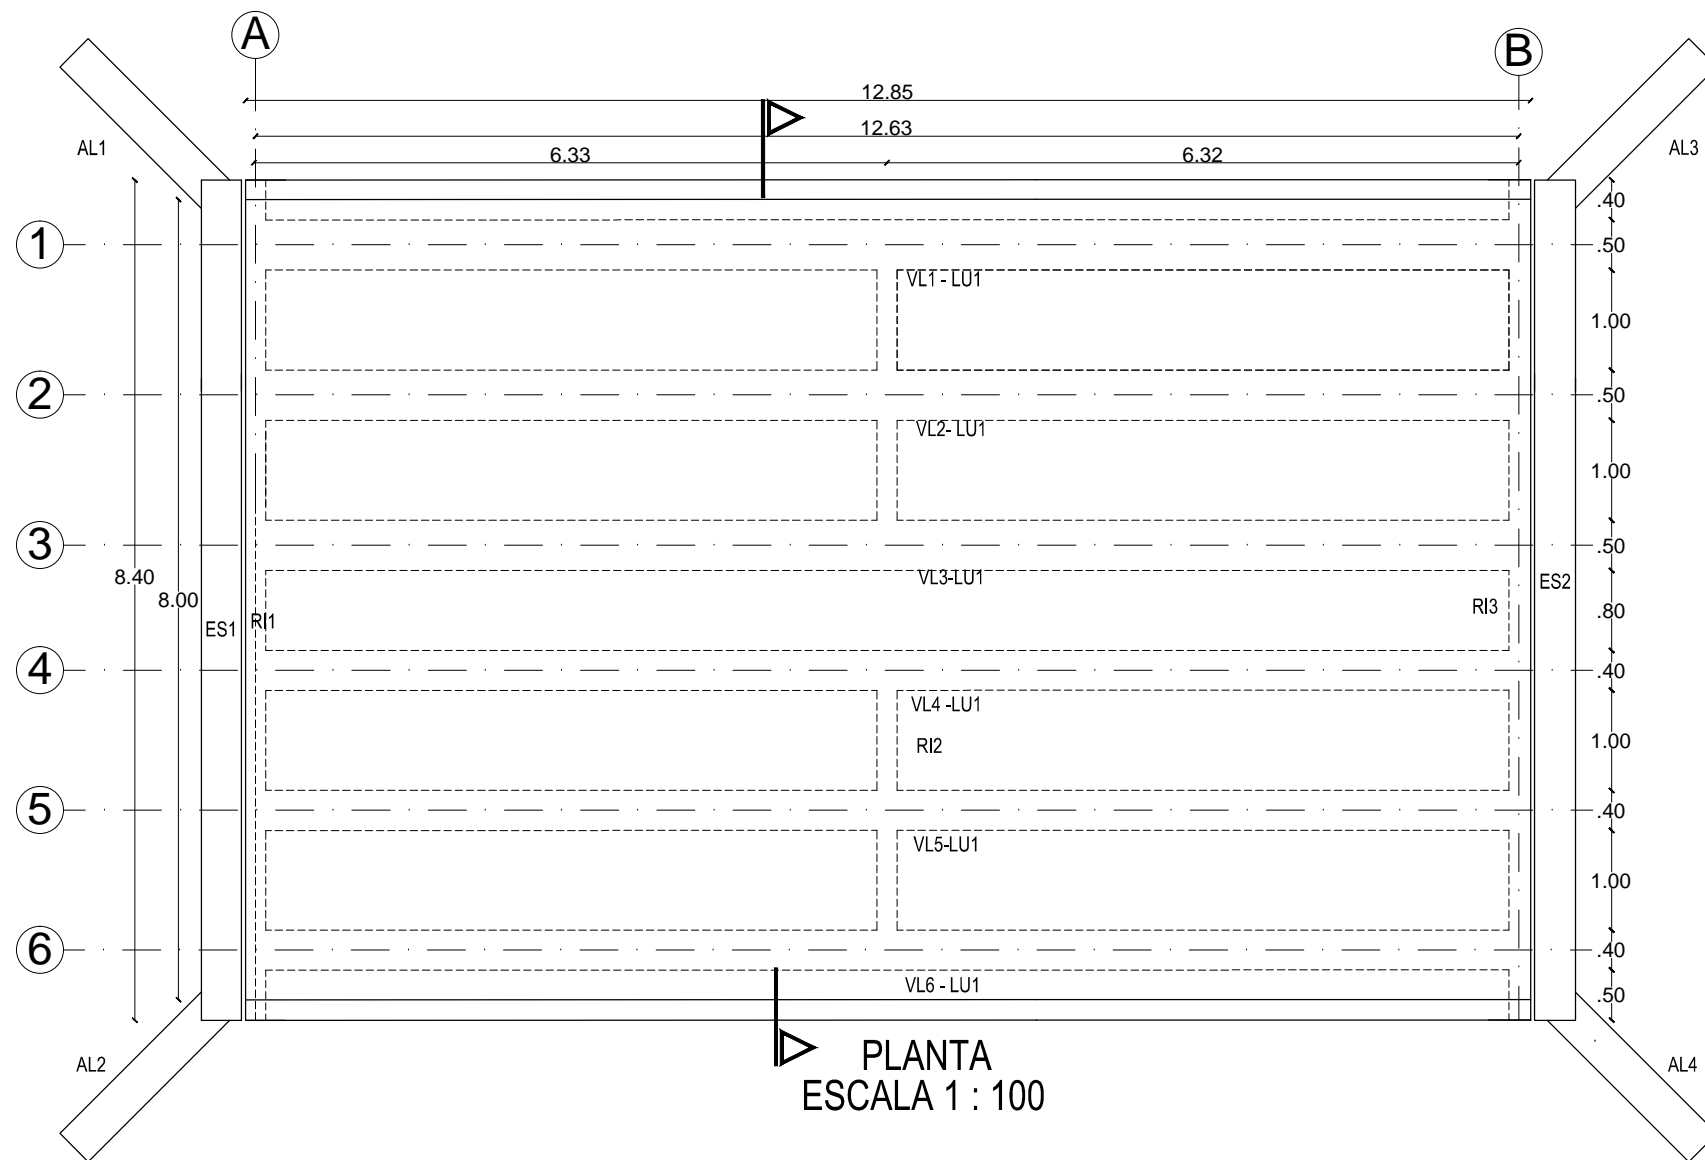 A
B
12.85
12.63
6.33
6.32
AL1
AL3
.40
1
.50
VL1 - LU1
1.00
2
.50
VL2- LU1
1.00
3
.50
8.40
VL3-LU1
ES2
8.00
RI3
.80
RI1
ES1
4
.40
VL4 -LU1
RI2
1.00
5
.40
VL5-LU1
1.00
6
.40
VL6 - LU1
.50
PLANTA
AL2
AL4
ESCALA 1 : 100